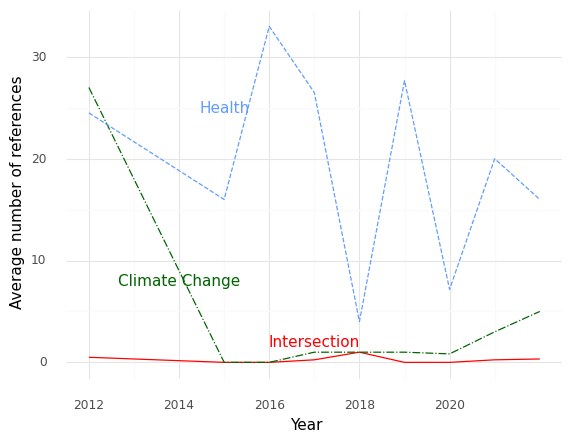 Average number of references
30
20
10
0
Health
Climate Change
Intersection
2012 2014 2016 2018 2020
Year